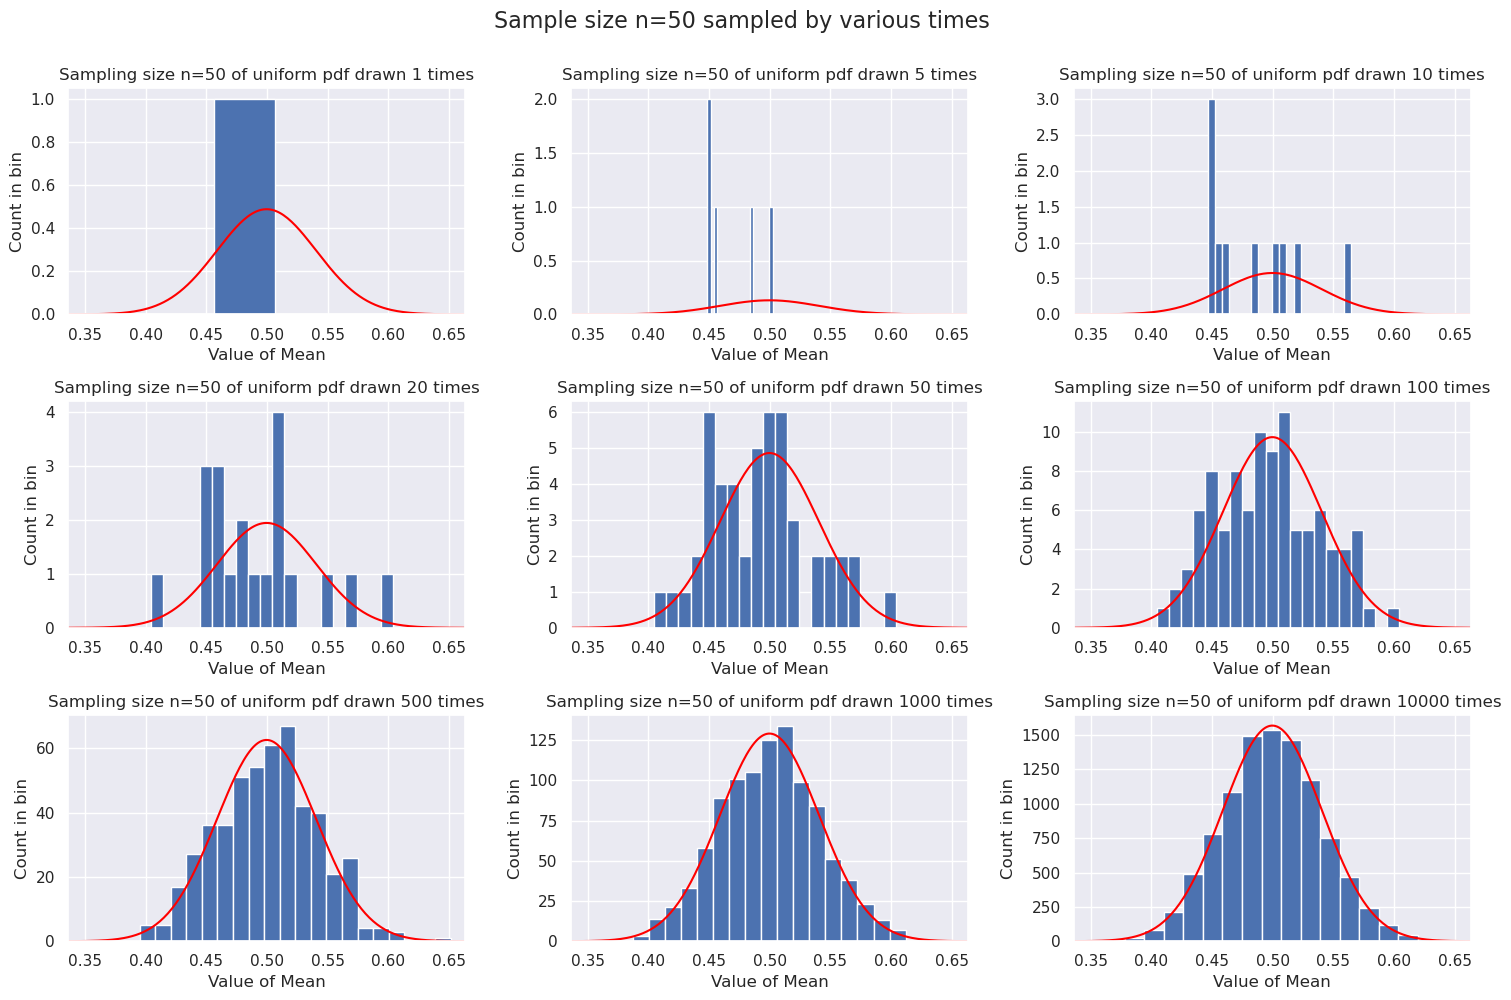 Sample size n=50 sampled by various times
Sampling size n=50 of uniform pdf drawn 1 times
Count in bin
1.0
0.8
0.6
0.4
0.2
0.0
0.35 0.40 0.45 0.50 0.55 0.60 0.65
Value of Mean
Sampling size n=50 of uniform pdf drawn 5 times
Count in bin
2.0
1.5
1.0
0.5
0.0
0.35 0.40 0.45 0.50 0.55 0.60 0.65
Value of Mean
Sampling size n=50 of uniform pdf drawn 10 times
Count in bin
3.0
2.5
2.0
1.5
1.0
0.5
0.0
0.35 0.40 0.45 0.50 0.55 0.60 0.65
Value of Mean
Sampling size n=50 of uniform pdf drawn 20 times
Count in bin
4
3
2
1
0
0.35 0.40 0.45 0.50 0.55 0.60 0.65
Value of Mean
Sampling size n=50 of uniform pdf drawn 50 times
Count in bin
6
5
4
3
2
1
0
0.35 0.40 0.45 0.50 0.55 0.60 0.65
Value of Mean
Sampling size n=50 of uniform pdf drawn 100 times
Count in bin
10
8
6
4
2
0
0.35 0.40 0.45 0.50 0.55 0.60 0.65
Value of Mean
Sampling size n=50 of uniform pdf drawn 500 times
Count in bin
60
40
20
0
0.35 0.40 0.45 0.50 0.55 0.60 0.65
Value of Mean
Sampling size n=50 of uniform pdf drawn 1000 times
Count in bin
125
100
75
50
25
0
0.35 0.40 0.45 0.50 0.55 0.60 0.65
Value of Mean
Sampling size n=50 of uniform pdf drawn 10000 times
Count in bin
1500
1250
1000
750
500
250
0
0.35 0.40 0.45 0.50 0.55 0.60 0.65
Value of Mean